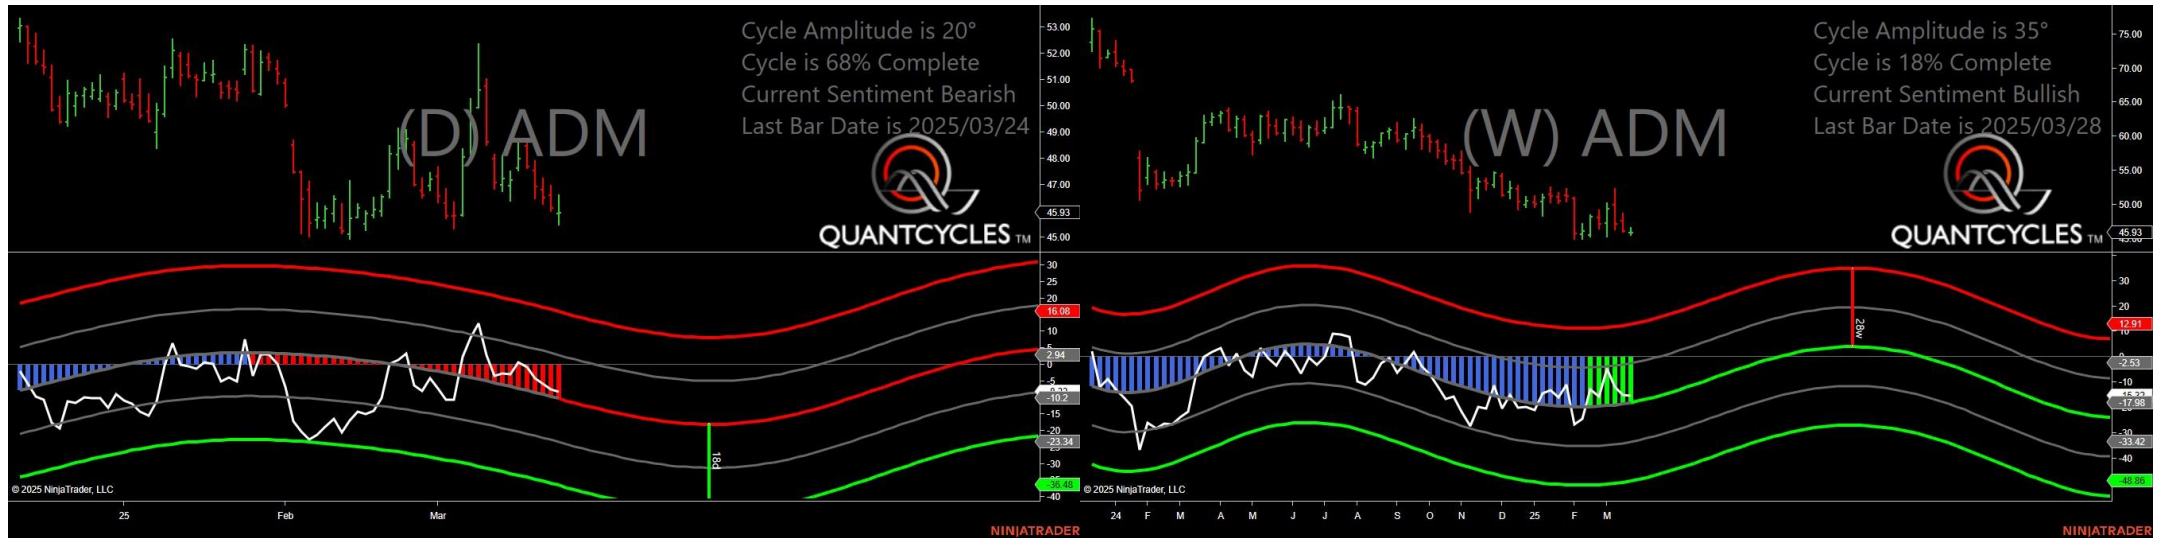 Cycle Amplitude is 20°
Cycle is 68% Complete
Current Sentiment Bearish
Last Bar Date is 2025/03/24
(D) ADM
QUANTCYCLES TM
53.00
52.00
51.00
50.00
49.00
48.00
47.00
45.93
45.00
30
25
20
16.08
10
5
2.94
0
-5
-10.2
-15
-20
-23.34
-30
-36.48
-40
18d
© 2025 NinjaTrader, LLC
25 Feb Mar
NINJATRADER
Cycle Amplitude is 35°
Cycle is 18% Complete
Current Sentiment Bullish
Last Bar Date is 2025/03/28
(W) ADM
QUANTCYCLES TM
75.00
70.00
65.00
60.00
55.00
50.00
45.93
30
20
12.91
-2.53
-10
-17.98
-30
-33.42
-40
-48.86
28w
© 2025 NinjaTrader, LLC
24 F M A M J J A S O N D 25 F M
NINJATRADER